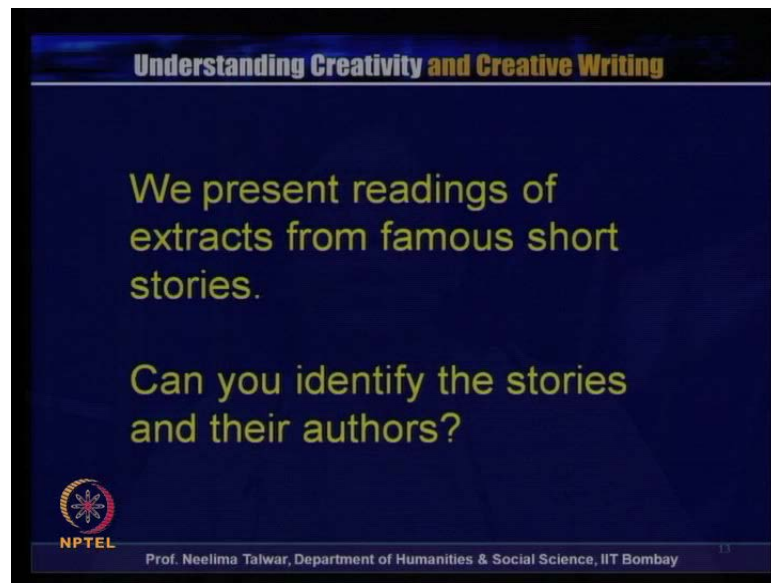 Understanding Creativity and Creative Writing
We present readings of
extracts from famous short
stories.
Can you identify the stories
and their authors?
NPTEL
Prof. Neelima Talwar, Department of Humanities & Social Science, IIT Bombay
13